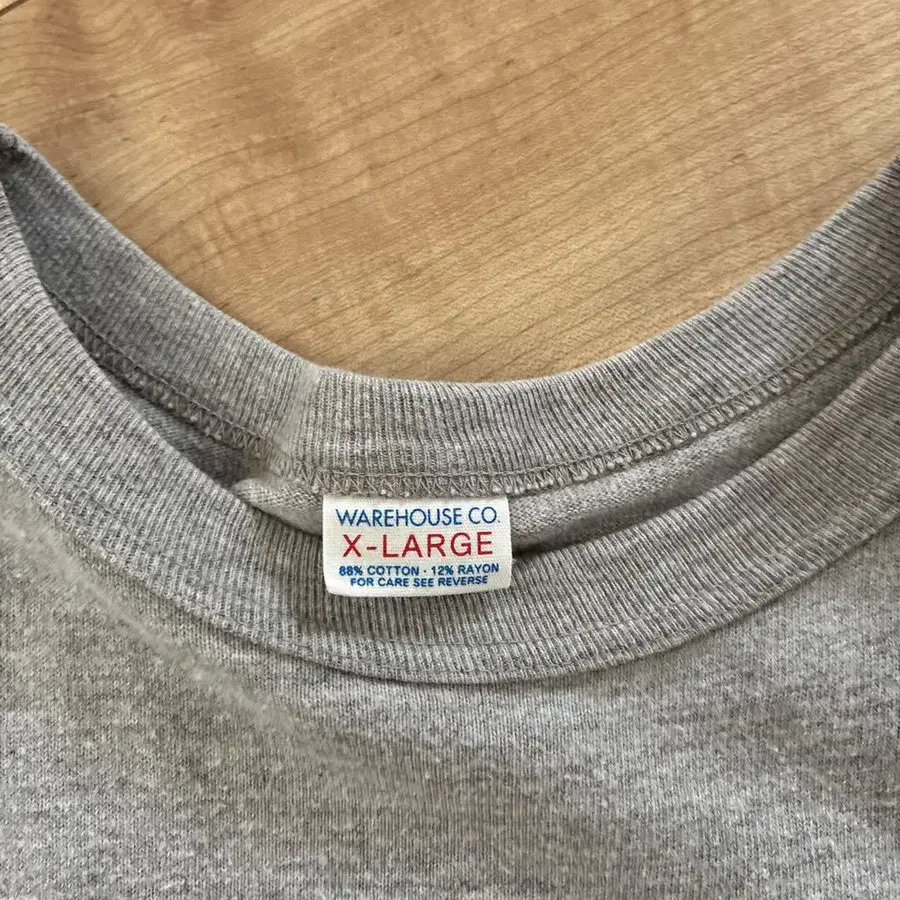 WAREHOUSE CO.
X-LARGE
88% COTTON · 12% RAYON
FOR CARE SEE REVERSE